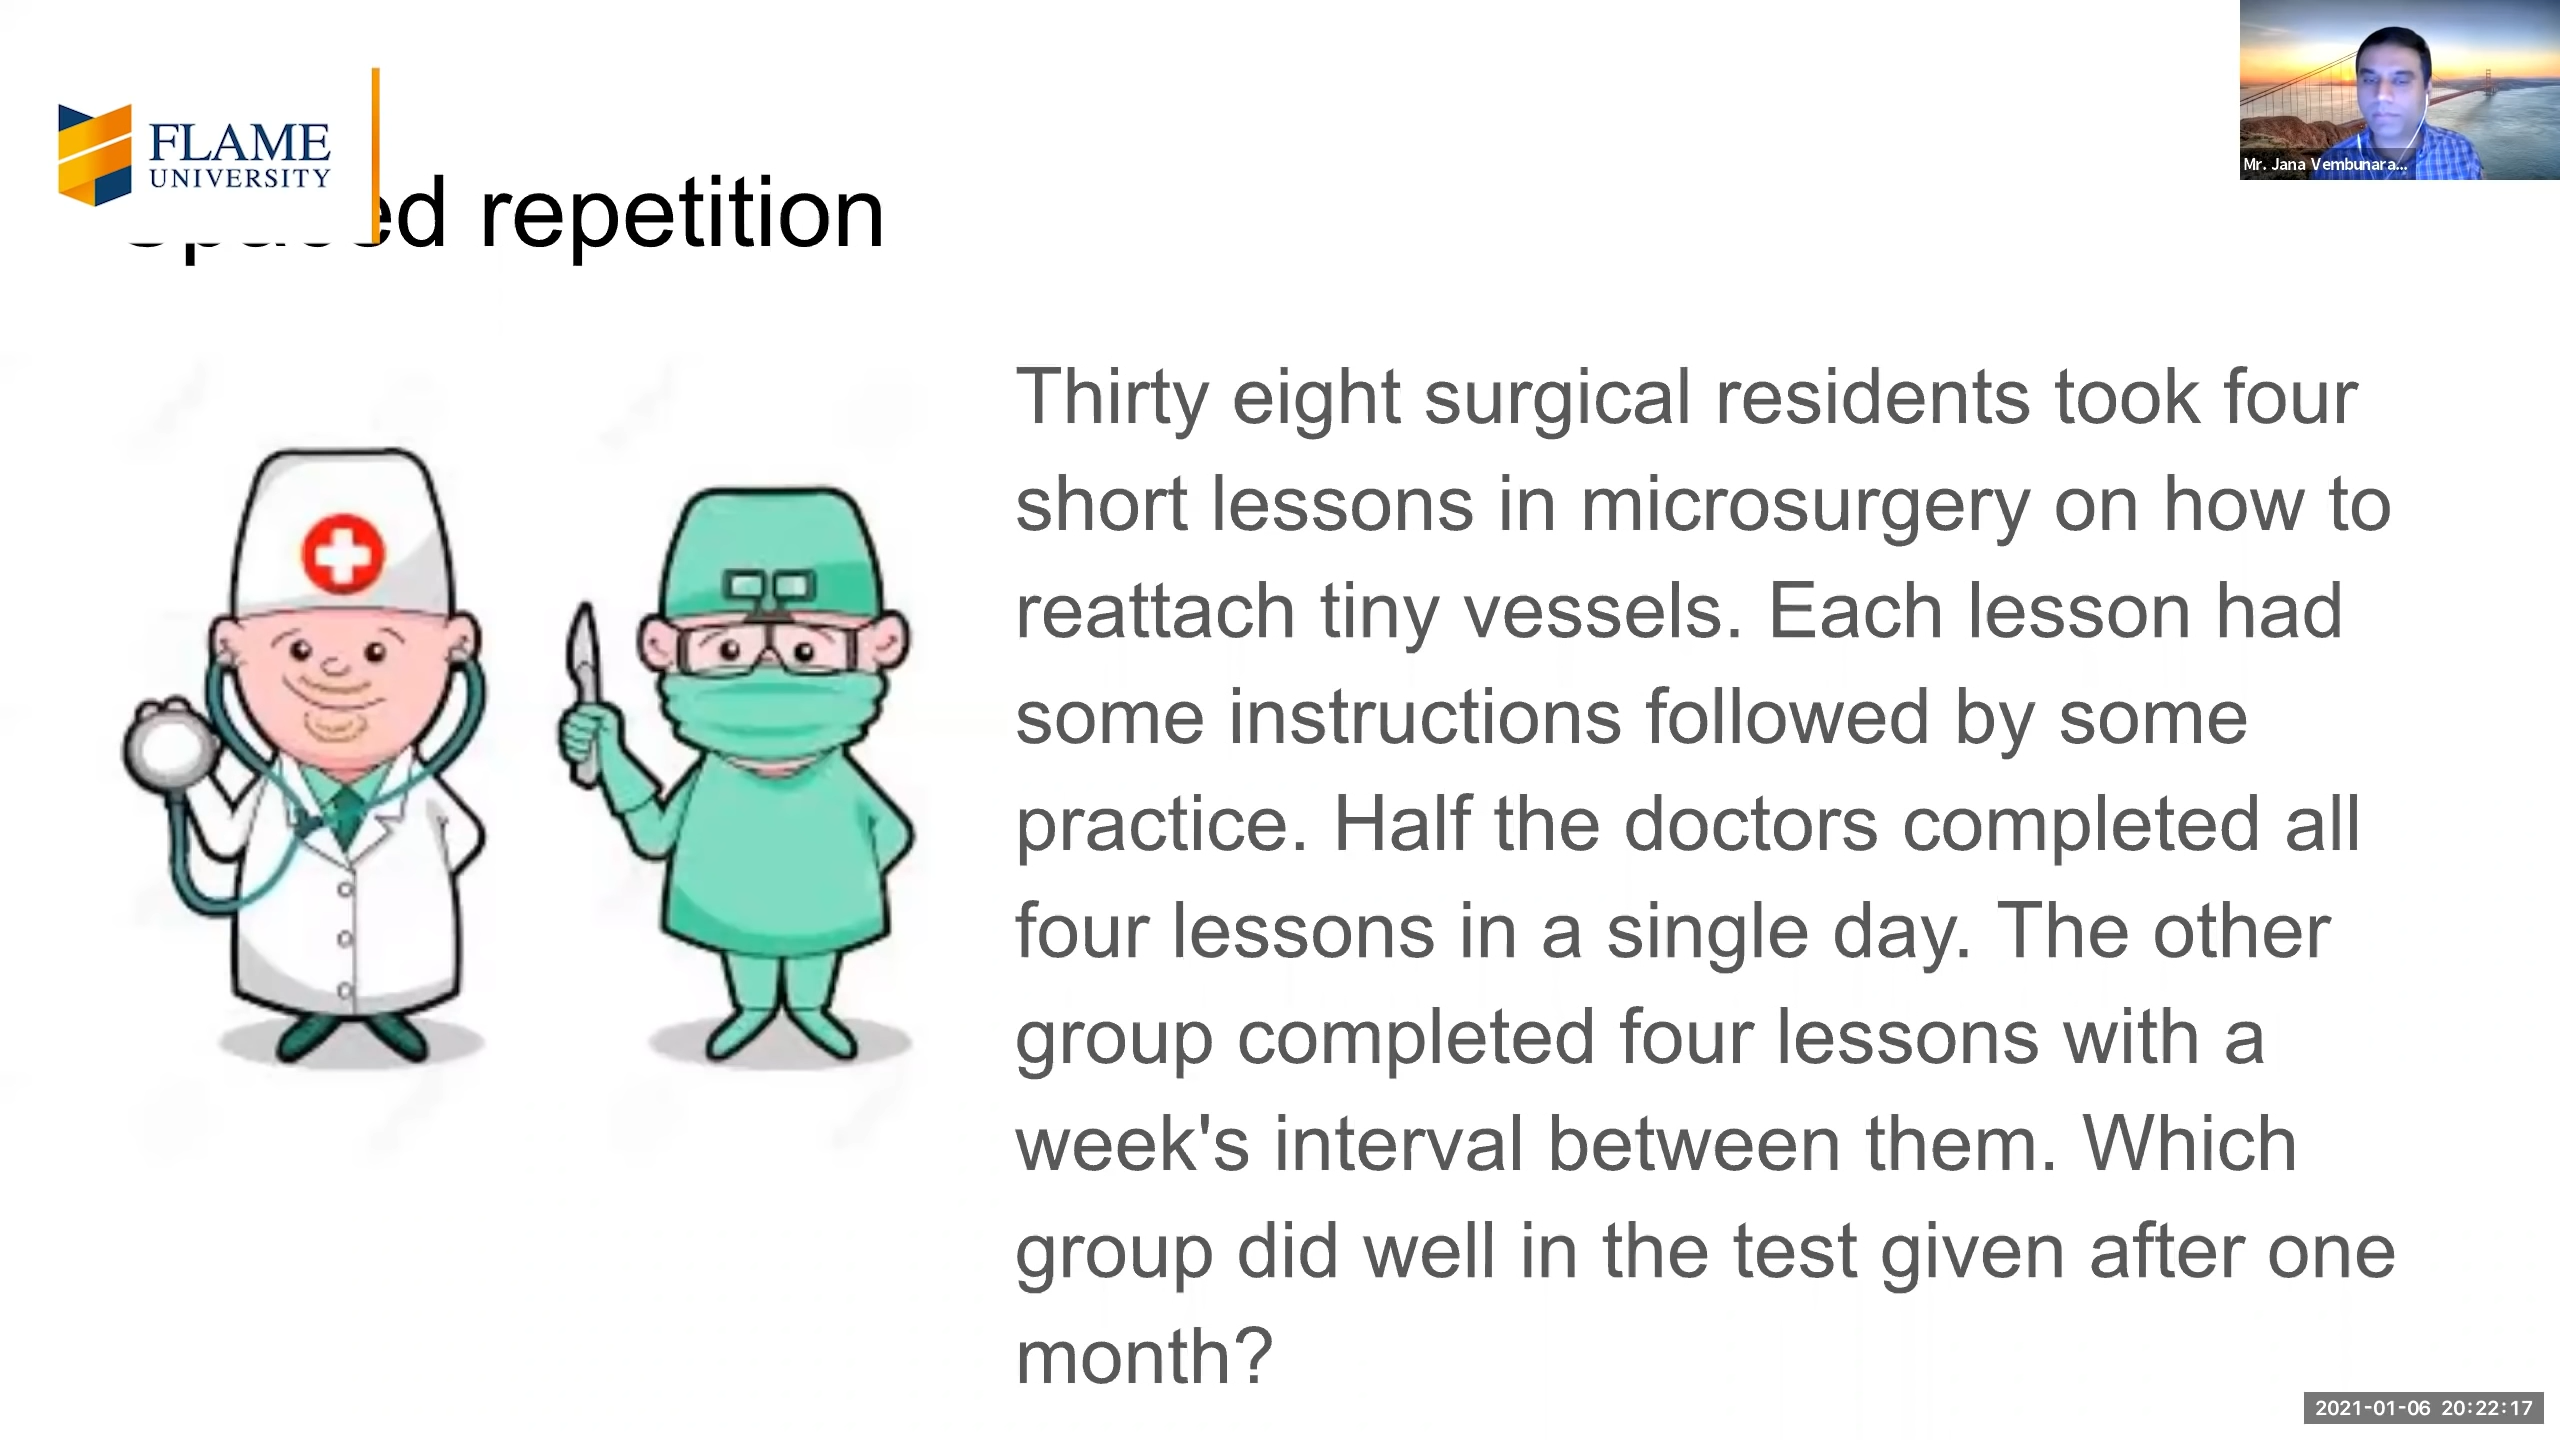 FLAME
UNIVERSITY
Spaced repetition
Mr. Jana Vembunara...
Thirty eight surgical residents took four
short lessons in microsurgery on how to
reattach tiny vessels. Each lesson had
some instructions followed by some
practice. Half the doctors completed all
four lessons in a single day. The other
group completed four lessons with a
week's interval between them. Which
group did well in the test given after one
month?
2021-01-06 20:22:17